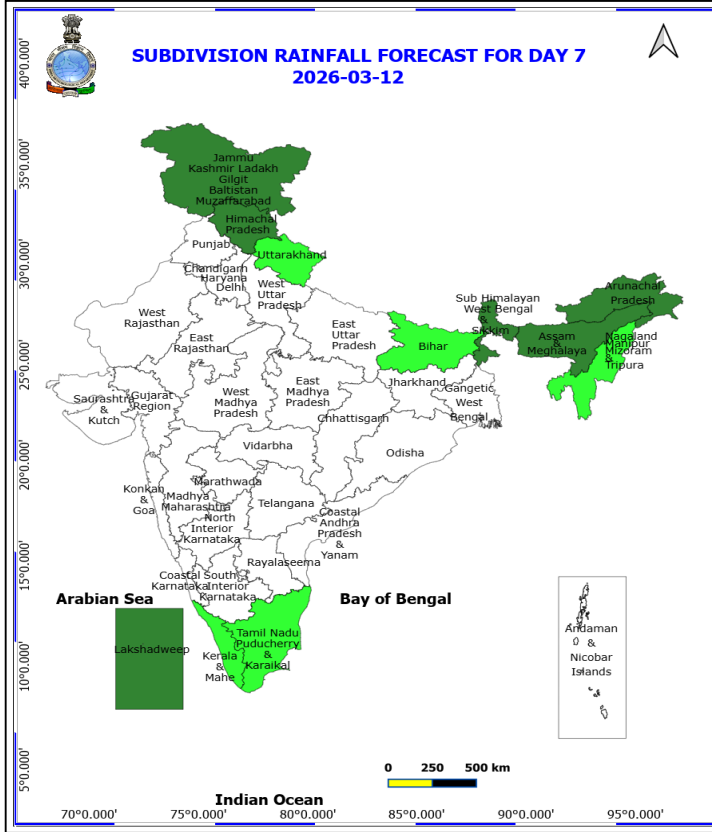 SUBDIVISION RAINFALL FORECAST FOR DAY 7
2026-03-12
40°0.000'
35°0.000'
30°0.000'
25°0.000'
20°0.000'
15°0.000'
10°0.000'
5°0.000'
Jammu
Kashmir Ladakh
Gilgit
Baltistan
Muzaffarabad
Himachal
Pradesh
Punjab
Uttarakhand
Chandigarh
Haryana
Delhi
West
Uttar
Pradesh
West
Rajasthan
East
Rajasthan
East
Uttar
Pradesh
Bihar
Sub Himalayan
West Bengal
&
Sikkim
Arunachal
Pradesh
Assam
&
Meghalaya
Nagaland
Manipur
Mizoram
&
Tripura
Saurashtra
&
Kutch
Gujarat
Region
West
Madhya
Pradesh
East
Madhya
Pradesh
Jharkhand
Gangetic
West
Bengal
Chhattisgarh
Vidarbha
Odisha
Konkan
&
Goa
Madhya
Maharashtra
Marathwada
Telangana
North
Interior
Karnataka
Coastal
Andhra
Pradesh
&
Yanam
Rayalaseema
Coastal
Karnataka
South
Interior
Karnataka
Arabian Sea
Bay of Bengal
Lakshadweep
Kerala
&
Mahe
Tamil Nadu
Puducherry
&
Karaikal
Andaman
&
Nicobar
Islands
0 250 500 km
Indian Ocean
70°0.000' 75°0.000' 80°0.000' 85°0.000' 90°0.000' 95°0.000'